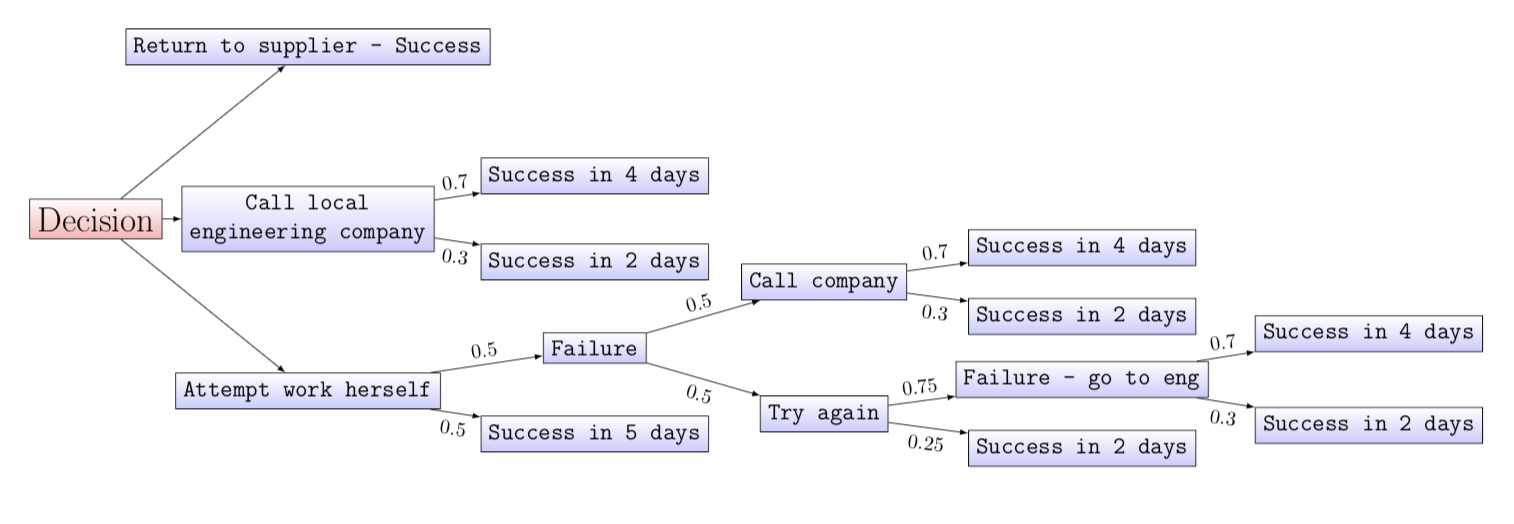 Return to supplier - Success
0.7
Success in 4 days
Decision
Call local
engineering company
0.3
Success in 2 days
0.7
Success in 4 days
Call company
0.5
0.3
Success in 2 days
0.5
Failure
0.7
Success in 4 days
Attempt work herself
0.5
0.75
Failure - go to eng
Try again
0.5
Success in 5 days
0.25
Success in 2 days
0.3
Success in 2 days